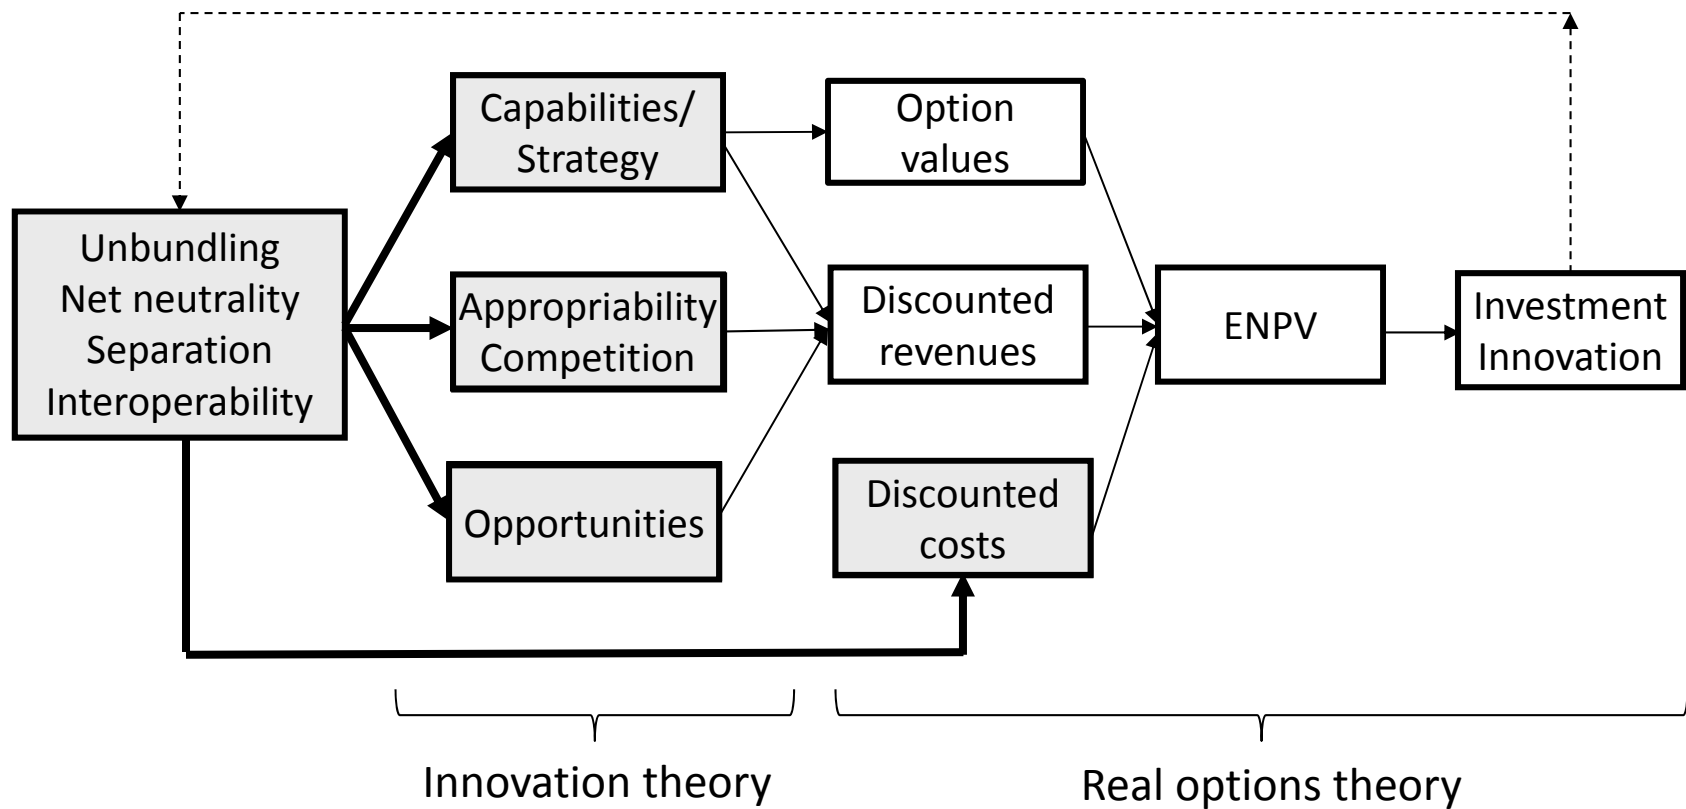 Unbundling
Net neutrality
Separation
Interoperability
Capabilities/
Strategy
Appropriability
Competition
Opportunities
Option
values
Discounted
revenues
Discounted
costs
ENPV
Investment
Innovation
Innovation theory
Real options theory